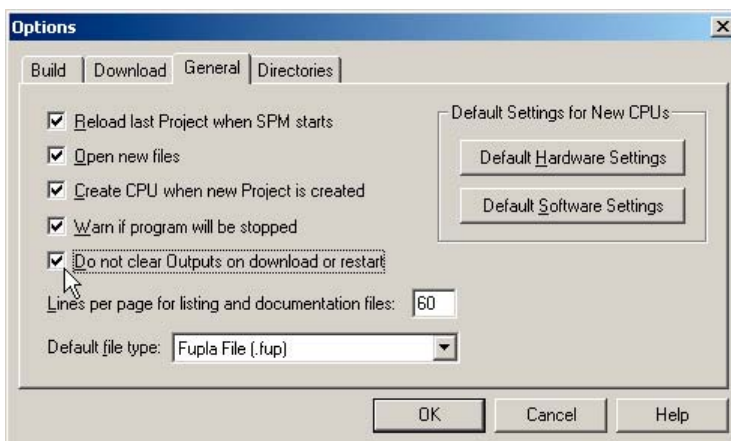 Options
Build Download General Directories
Reload last Project when SPM starts
Open new files
Create CPU when new Project is created
Warn if program will be stopped
Do not clear Outputs on download or restart
Lines per page for listing and documentation files: 60
Default file type: Fupla File (.fup)
Default Settings for New CPUs
Default Hardware Settings
Default Software Settings
OK Cancel Help